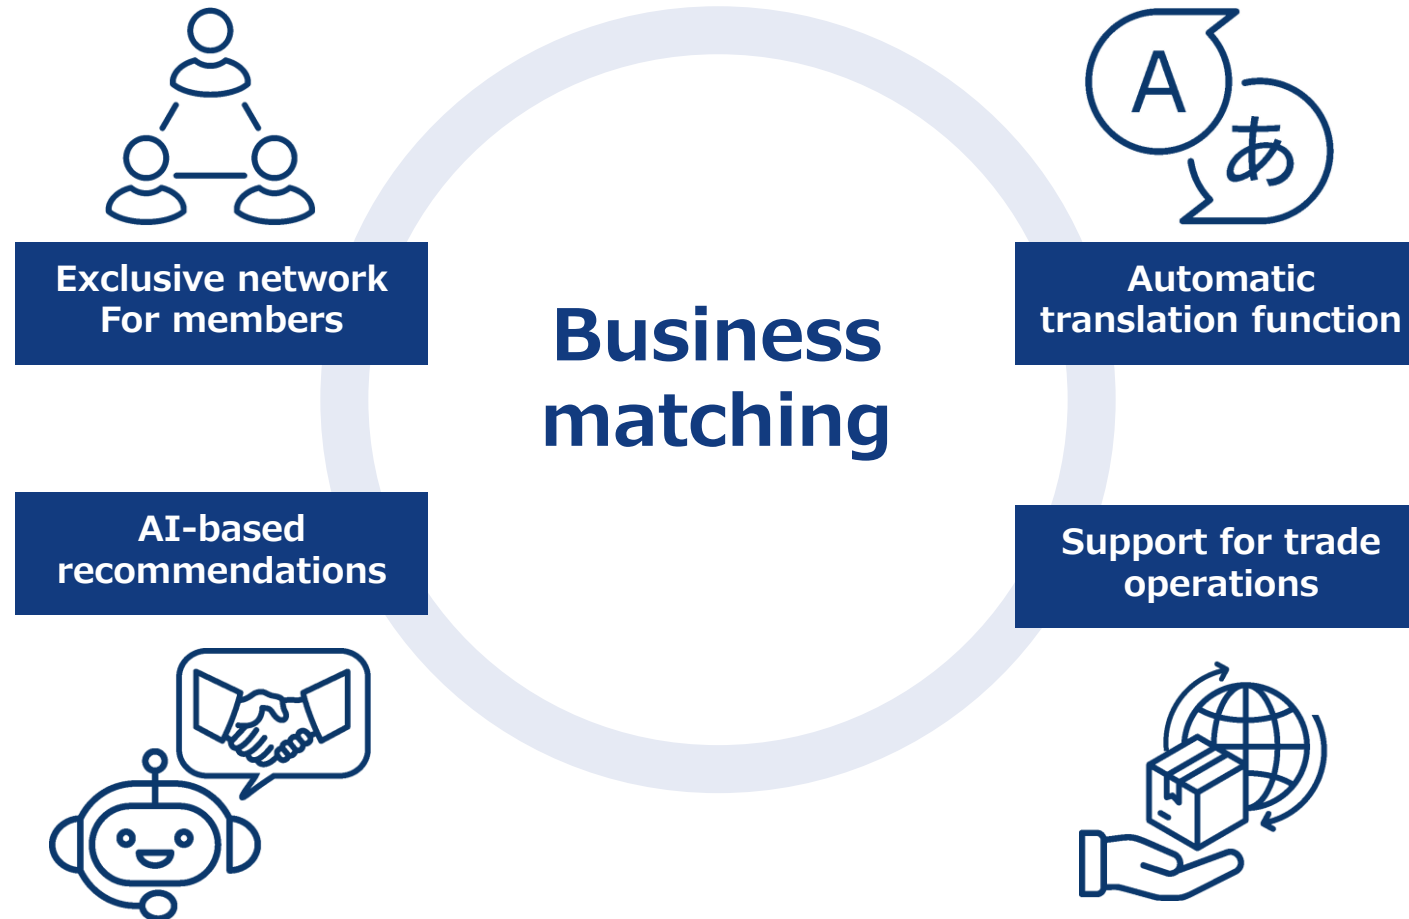 A
あ
Exclusive network
For members
Automatic
translation function
Business
matching
AI-based
recommendations
Support for trade
operations